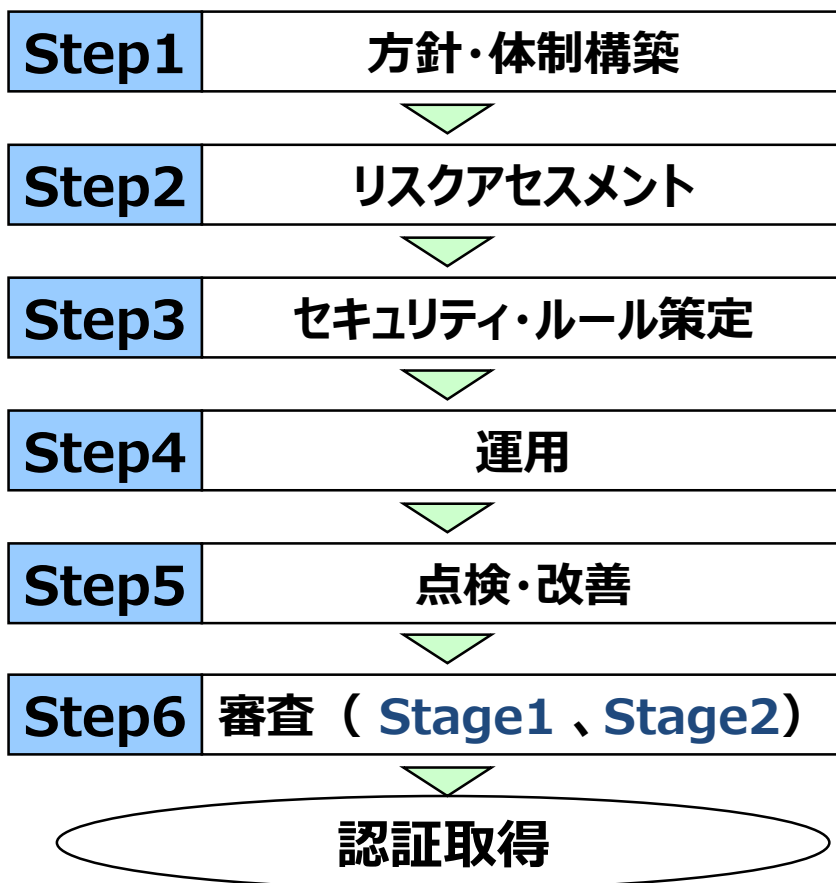 Step1 方針・体制構築
Step2 リスクアセスメント
Step3 セキュリティ・ルール策定
Step4 運用
Step5 点検・改善
Step6 審査（ Stage1 、Stage2）
認証取得